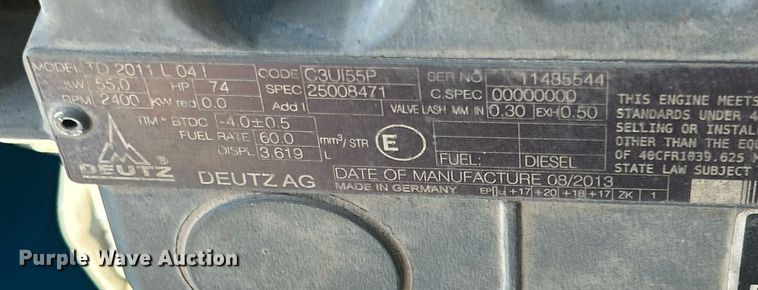 MODEL TD 2011 L 04 I CODE C3UI55P SER NO 11485544
KW 55.0 HP 74 SPEC 25008471 C.SPEC 00000000
RPM 2400 KW red 0.0 Add I VALVE LASH MM IN 0.30 EXH 0.50
TIM ° BTDC -4.0±0.5
FUEL RATE 60.0 mm³/STR E
DISPL 3.619 L FUEL: DIESEL
DEUTZ ® DEUTZ AG DATE OF MANUFACTURE 08/2013
MADE IN GERMANY +17 +20 +18 +17 ZK 1
THIS ENGINE MEETS
STANDARDS UNDER 4
SELLING OR INSTALL
OTHER THAN THE EQU
OF 40CFR1039.625 M
STATE LAW SUBJECT
Purple Wave Auction